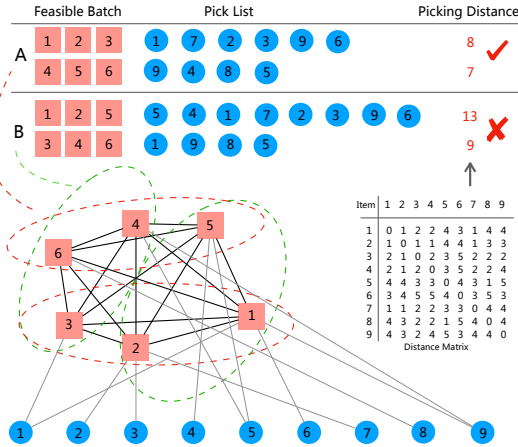 Feasible Batch Pick List Picking Distance
A
1 2 3 1 7 2 3 9 6 8
4 5 6 9 4 8 5 7
B
1 2 5 5 4 1 7 2 3 9 6 13
3 4 6 1 9 8 5 9
Item 1 2 3 4 5 6 7 8 9
1 0 1 2 2 4 3 1 4 4
2 1 0 1 1 4 4 1 3 3
3 2 1 0 2 3 5 2 2 2
4 2 1 2 0 3 5 2 2 4
5 4 4 3 3 0 4 3 1 5
6 3 4 5 5 4 0 3 5 3
7 1 1 2 2 3 3 0 4 4
8 4 3 2 2 1 5 4 0 4
9 4 3 2 4 5 3 4 4 0
Distance Matrix
4 5
6
3 2 1
1 2 3 4 5 6 7 8 9